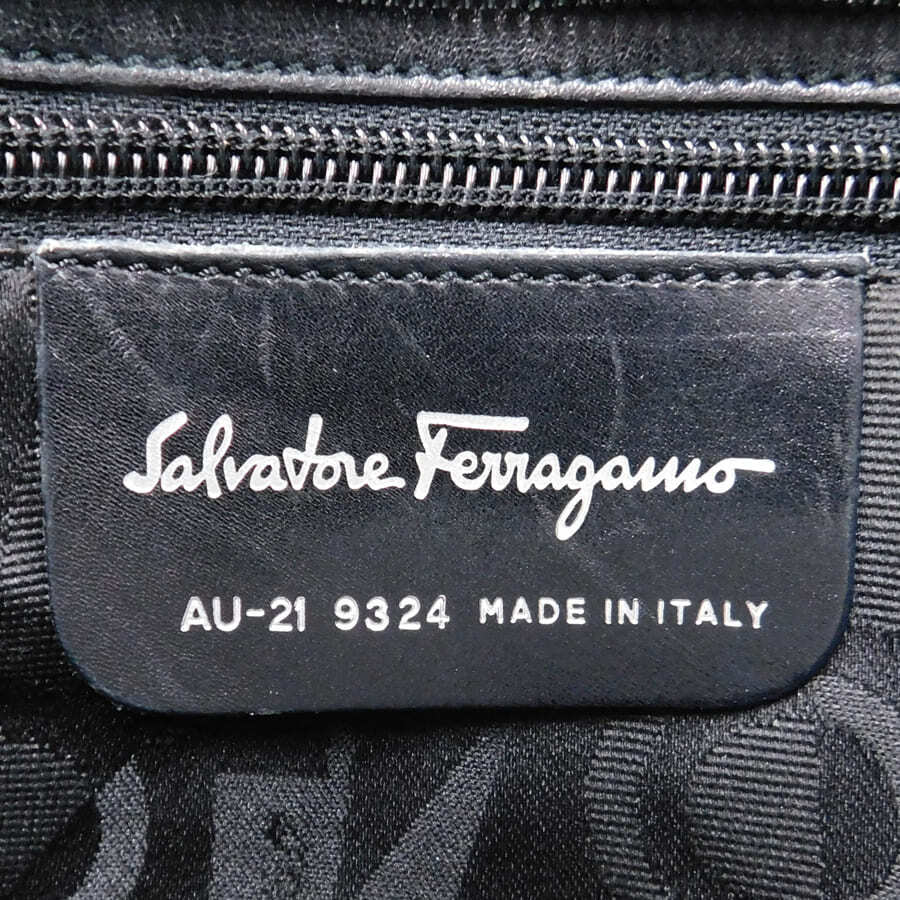 Salvatore Ferragamo
AU-21 9324 MADE IN ITALY